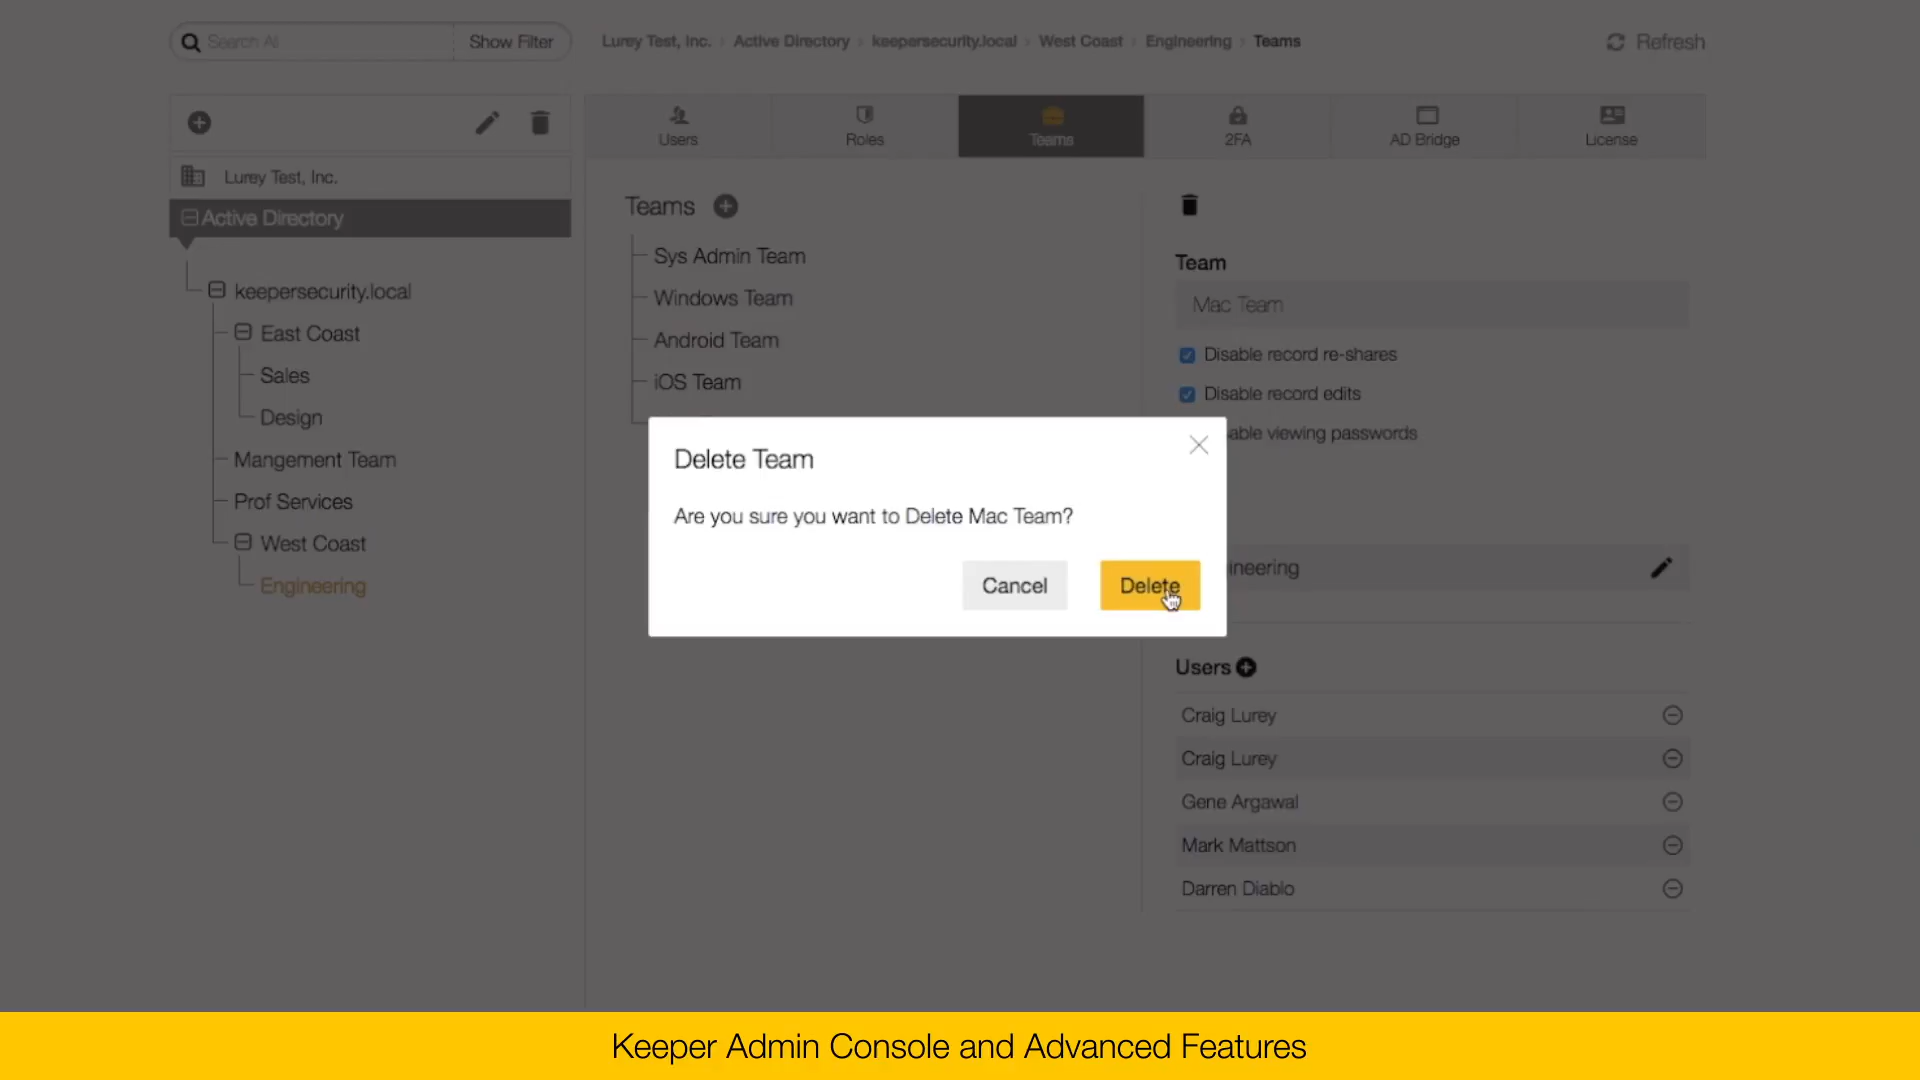 Search All
Show Filter
Lurey Test, Inc. › Active Directory › keepersecurity.local › West Coast › Engineering › Teams
Refresh
Users
Roles
Teams
2FA
AD Bridge
License
Lurey Test, Inc.
Active Directory
keepersecurity.local
East Coast
Sales
Design
Mangement Team
Prof Services
West Coast
Engineering
Teams
Sys Admin Team
Windows Team
Android Team
iOS Team
Team
Mac Team
Disable record re-shares
Disable record edits
able viewing passwords
Delete Team
Are you sure you want to Delete Mac Team?
Cancel
Delete
ineering
Users
Craig Lurey
Craig Lurey
Gene Argawal
Mark Mattson
Darren Diablo
Keeper Admin Console and Advanced Features